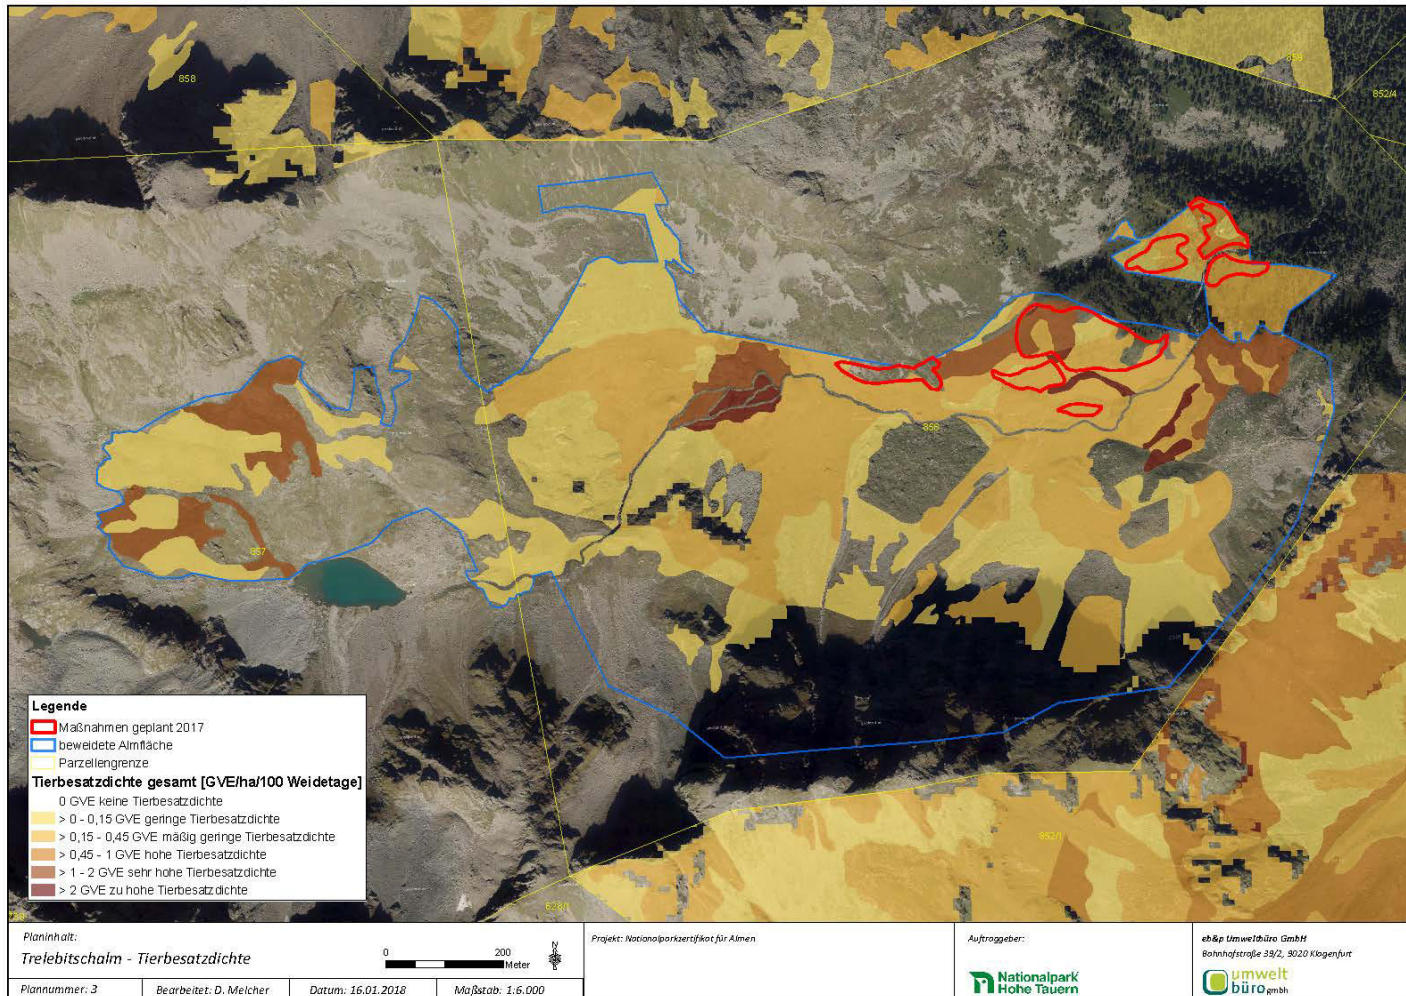 858
859
852/4
856
857
852/1
628/1
Legende
Maßnahmen geplant 2017
beweidete Almfläche
Parzellengrenze
Tierbesatzdichte gesamt [GVE/ha/100 Weidetage]
0 GVE keine Tierbesatzdichte
> 0 - 0,15 GVE geringe Tierbesatzdichte
> 0,15 - 0,45 GVE mäßig geringe Tierbesatzdichte
> 0,45 - 1 GVE hohe Tierbesatzdichte
> 1 - 2 GVE sehr hohe Tierbesatzdichte
> 2 GVE zu hohe Tierbesatzdichte
Planinhalt:
Trelebitschalm - Tierbesatzdichte
0 200
Meter
N
Plannummer: 3 Bearbeitet: D. Melcher Datum: 16.01.2018 Maßstab: 1:6.000
Projekt: Nationalparkzertifikat für Almen
Auftraggeber:
Nationalpark
Hohe Tauern
eb&p Umweltbüro GmbH
Bahnhofstraße 39/2, 9020 Klagenfurt
umwelt
büro gmbh